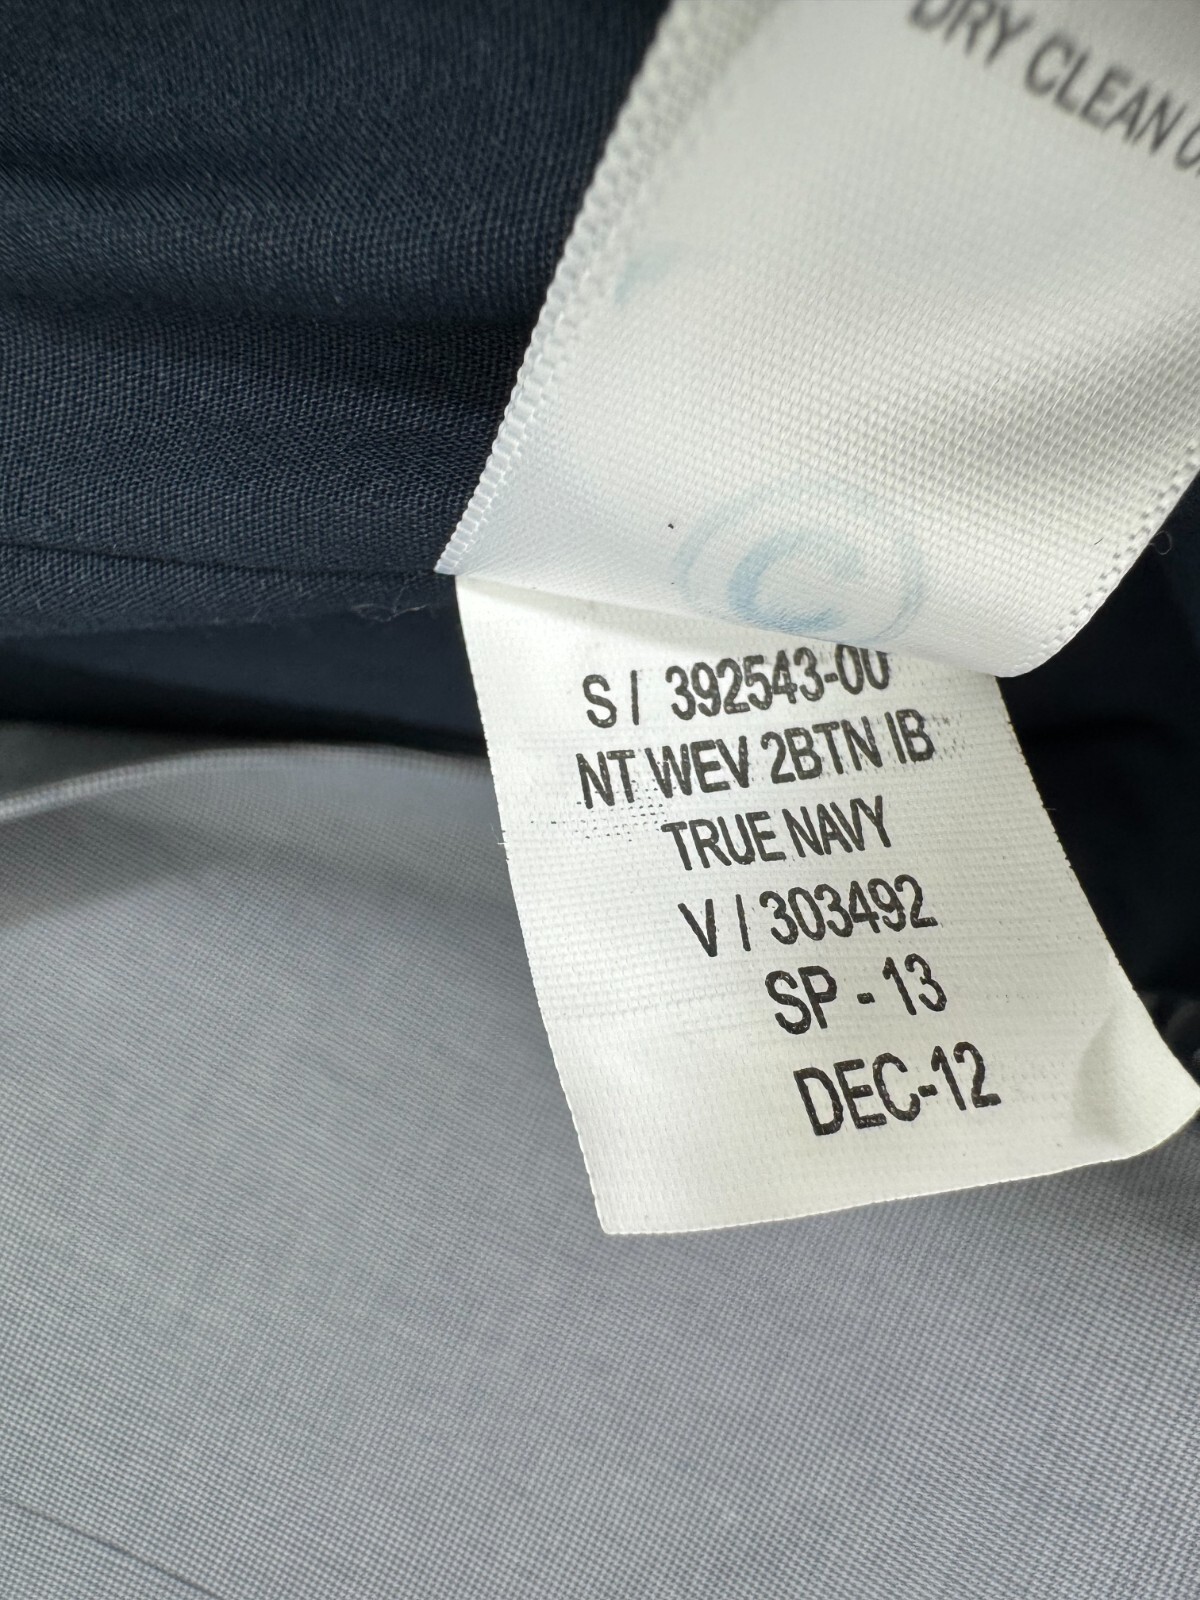 DRY CLEAN
C
S / 392543-00
NT WEV 2BTN IB
TRUE NAVY
V / 303492
SP - 13
DEC-12